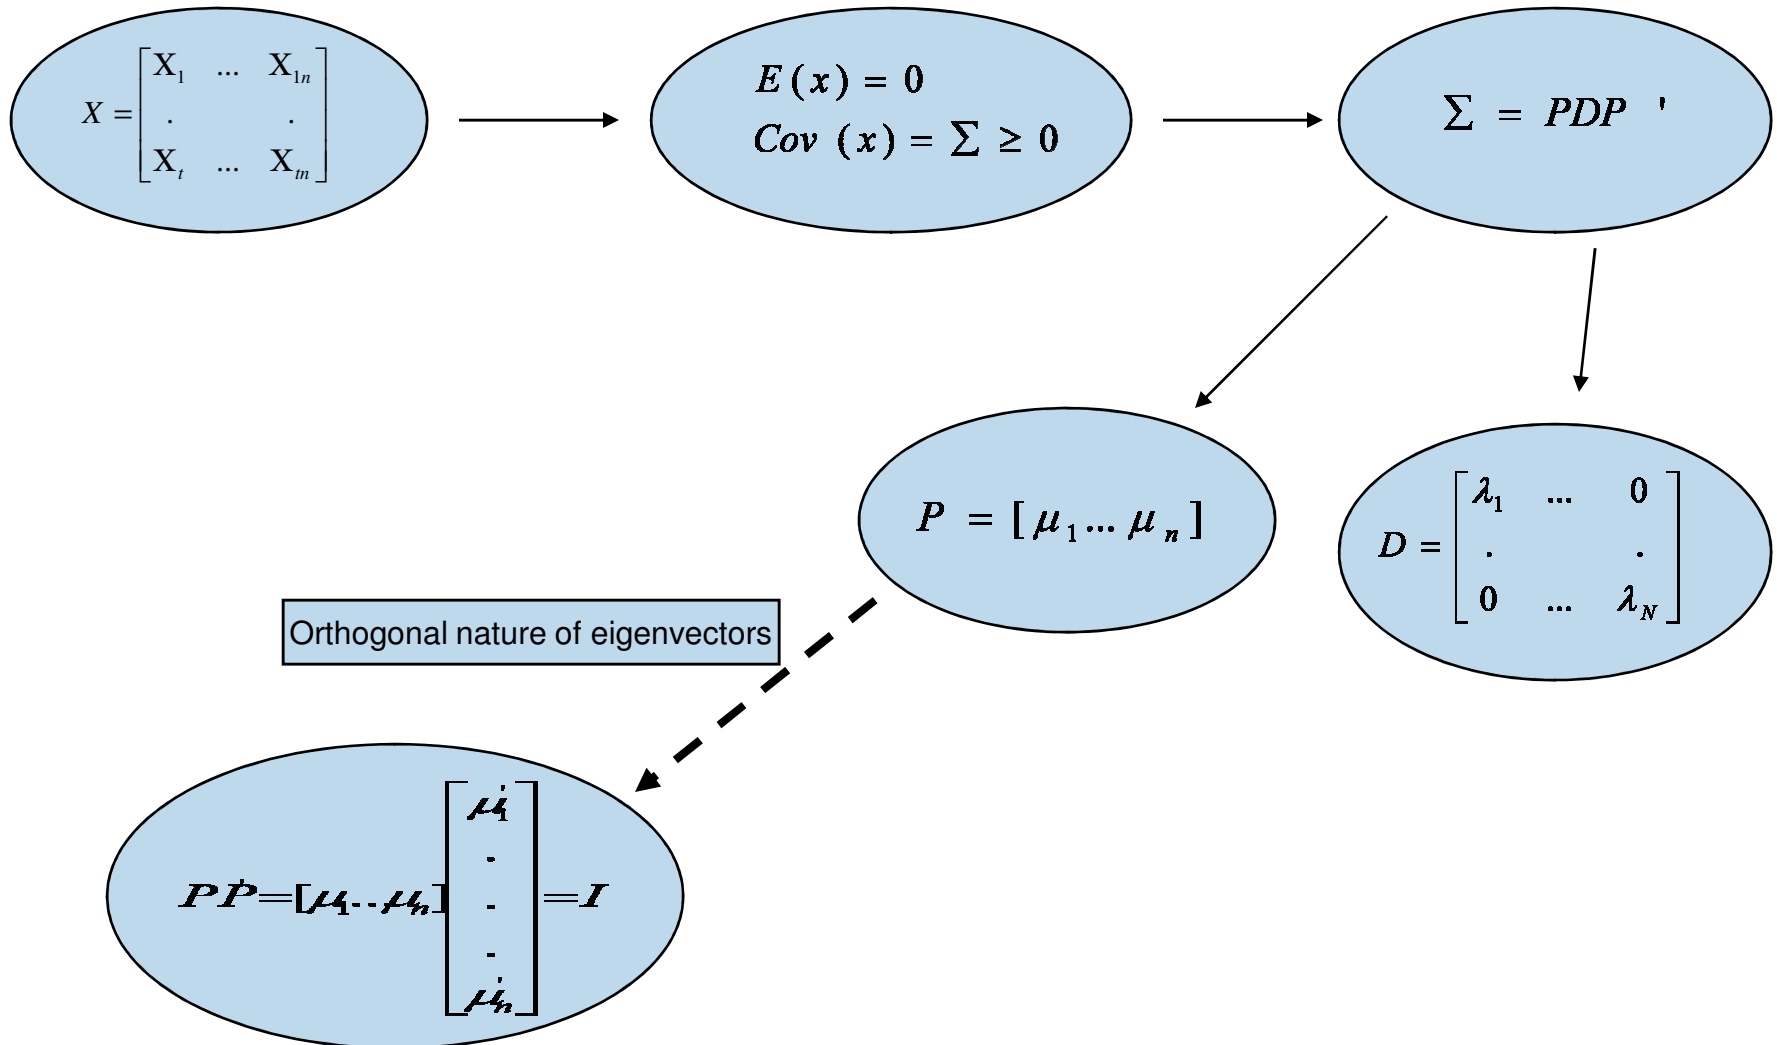 X = [X₁ ... X₁ₙ
. .
Xₜ ... Xₜₙ]
E(x) = 0
Cov (x) = Σ ≥ 0
Σ = PDP '
P = [μ₁... μₙ]
D = [λ₁ ... 0
. .
0 ... λ_N]
Orthogonal nature of eigenvectors
PP' = [μ₁...μₙ] [μ₁'
.
.
.
μₙ'] = I